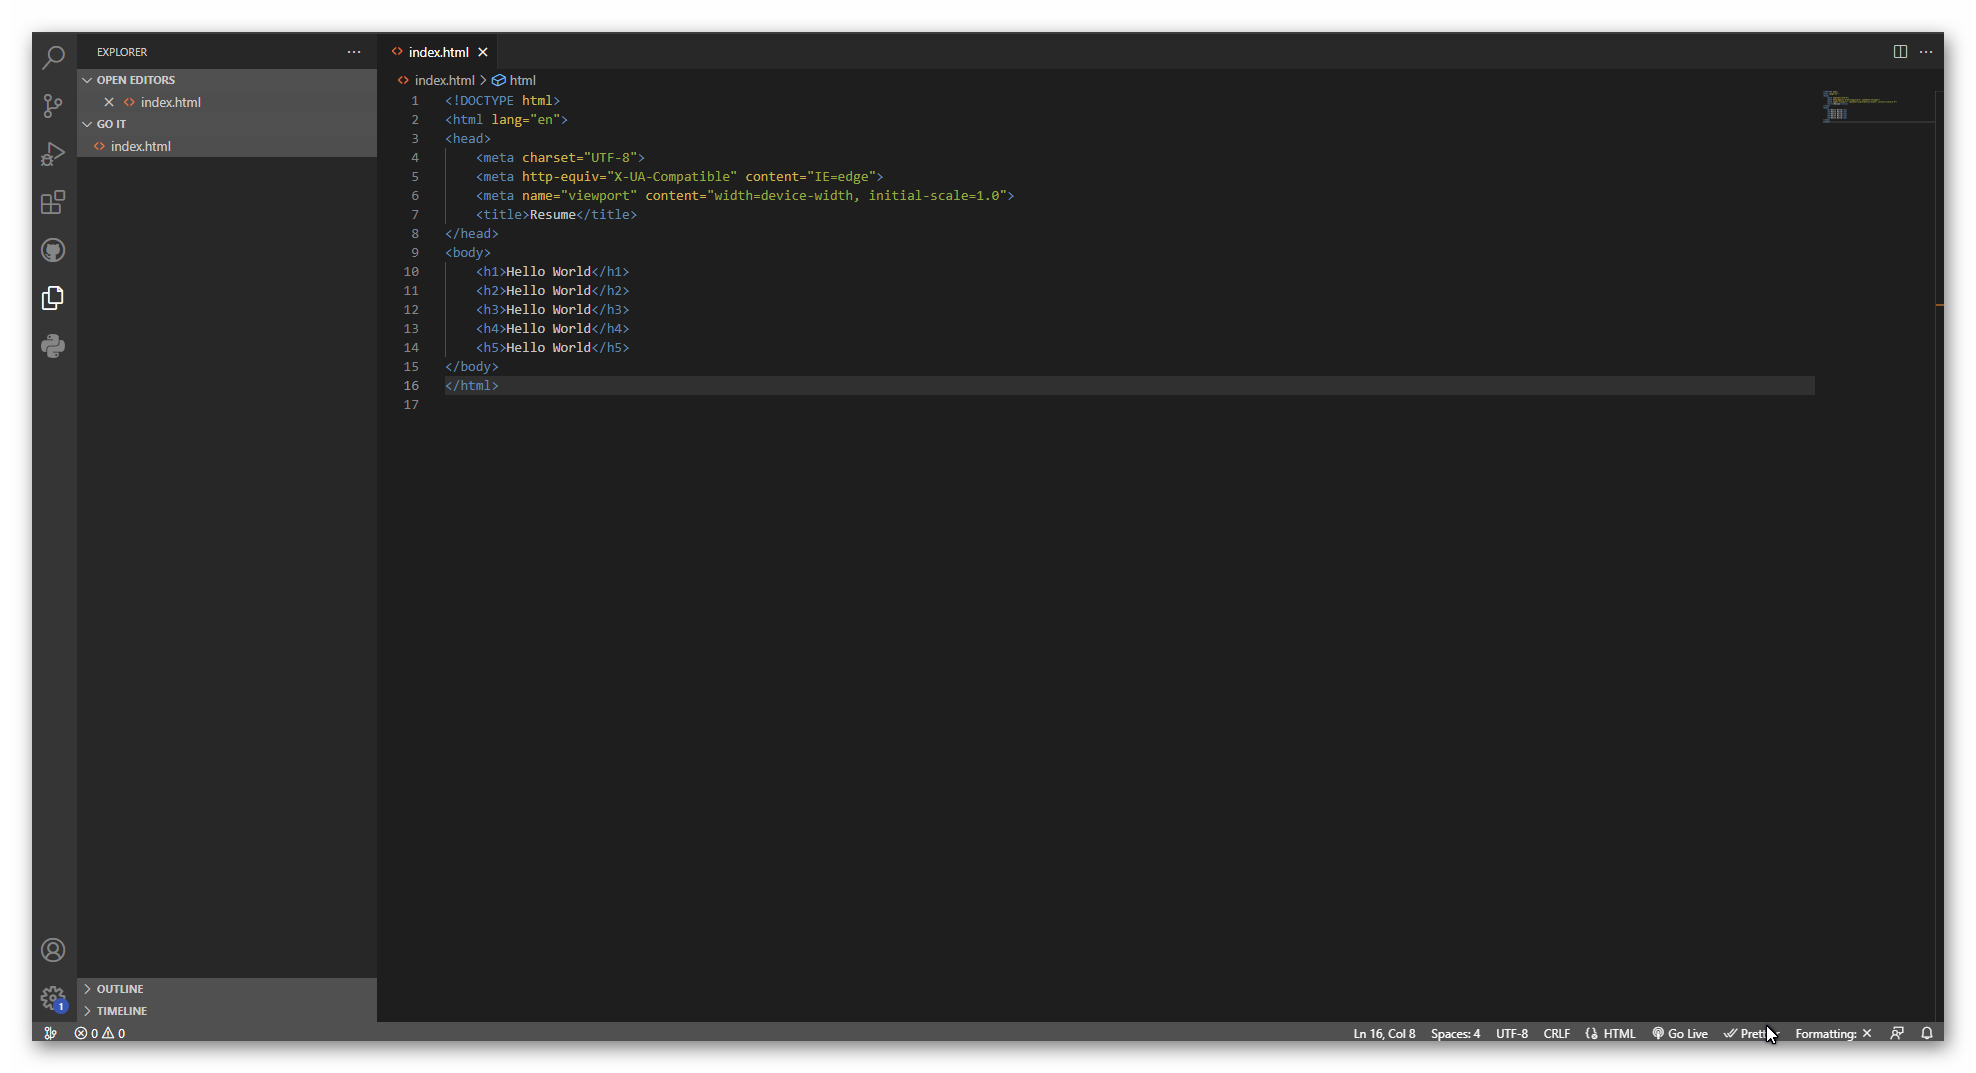 EXPLORER
OPEN EDITORS
index.html
GO IT
index.html
OUTLINE
TIMELINE
index.html
index.html > html
1 <!DOCTYPE html>
2 <html lang="en">
3 <head>
4 <meta charset="UTF-8">
5 <meta http-equiv="X-UA-Compatible" content="IE=edge">
6 <meta name="viewport" content="width=device-width, initial-scale=1.0">
7 <title>Resume</title>
8 </head>
9 <body>
10 <h1>Hello World</h1>
11 <h2>Hello World</h2>
12 <h3>Hello World</h3>
13 <h4>Hello World</h4>
14 <h5>Hello World</h5>
15 </body>
16 </html>
17
1
0 0 Ln 16, Col 8 Spaces: 4 UTF-8 CRLF HTML Go Live Formatting: